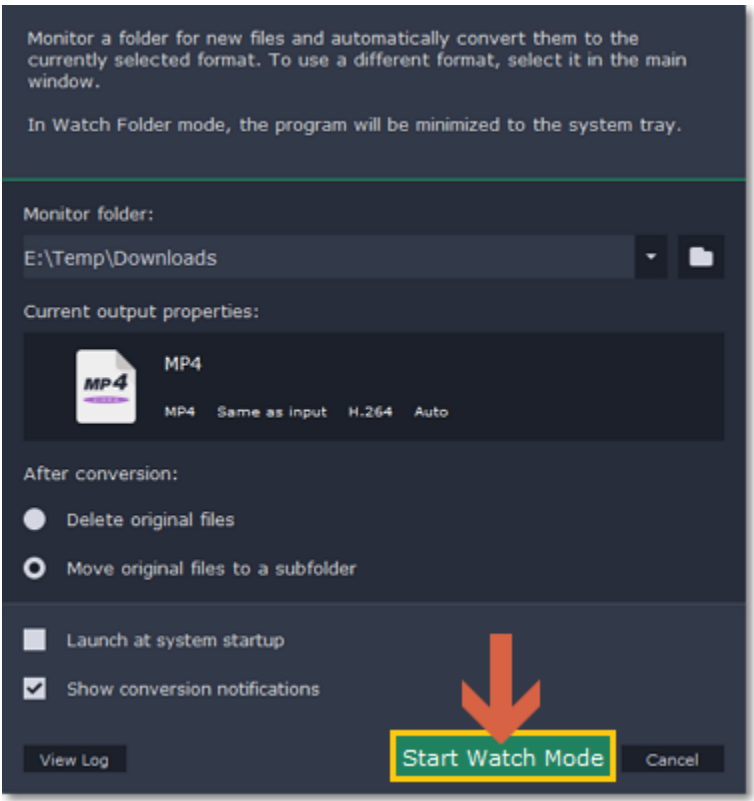 Monitor a folder for new files and automatically convert them to the
currently selected format. To use a different format, select it in the main
window.
In Watch Folder mode, the program will be minimized to the system tray.
Monitor folder:
E:\Temp\Downloads
Current output properties:
MP4
MP4
MP4 Same as input H.264 Auto
After conversion:
Delete original files
Move original files to a subfolder
Launch at system startup
Show conversion notifications
View Log Start Watch Mode Cancel